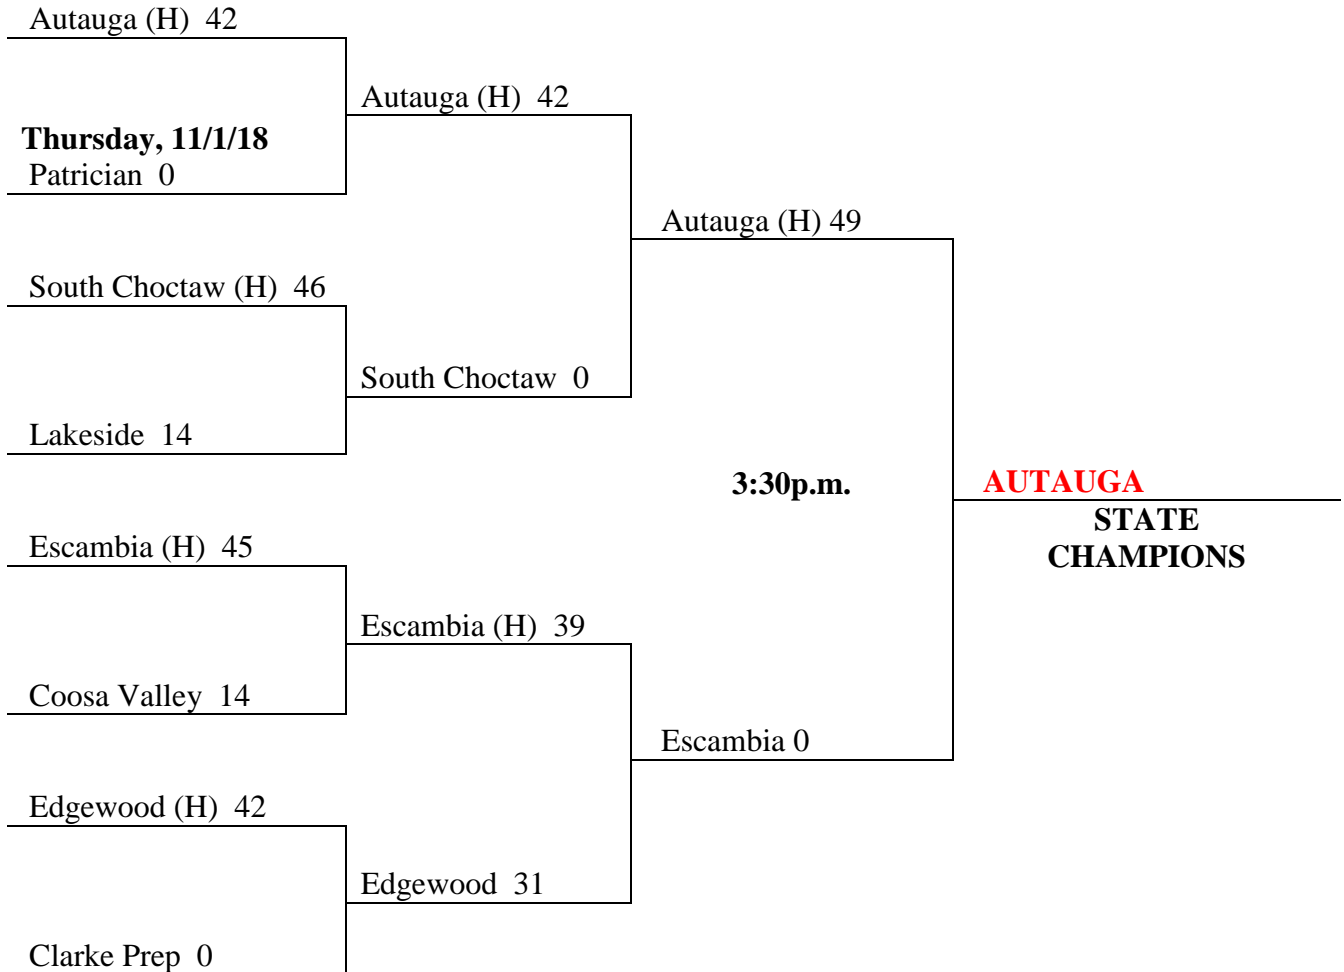 Autauga (H)  42
Autauga (H)  42
Thursday, 11/1/18
Patrician  0
Autauga (H) 49
South Choctaw (H)  46
South Choctaw  0
Lakeside  14
3:30p.m.
AUTAUGA
STATE
CHAMPIONS
Escambia (H)  45
Escambia (H)  39
Coosa Valley  14
Escambia 0
Edgewood (H)  42
Edgewood  31
Clarke Prep  0